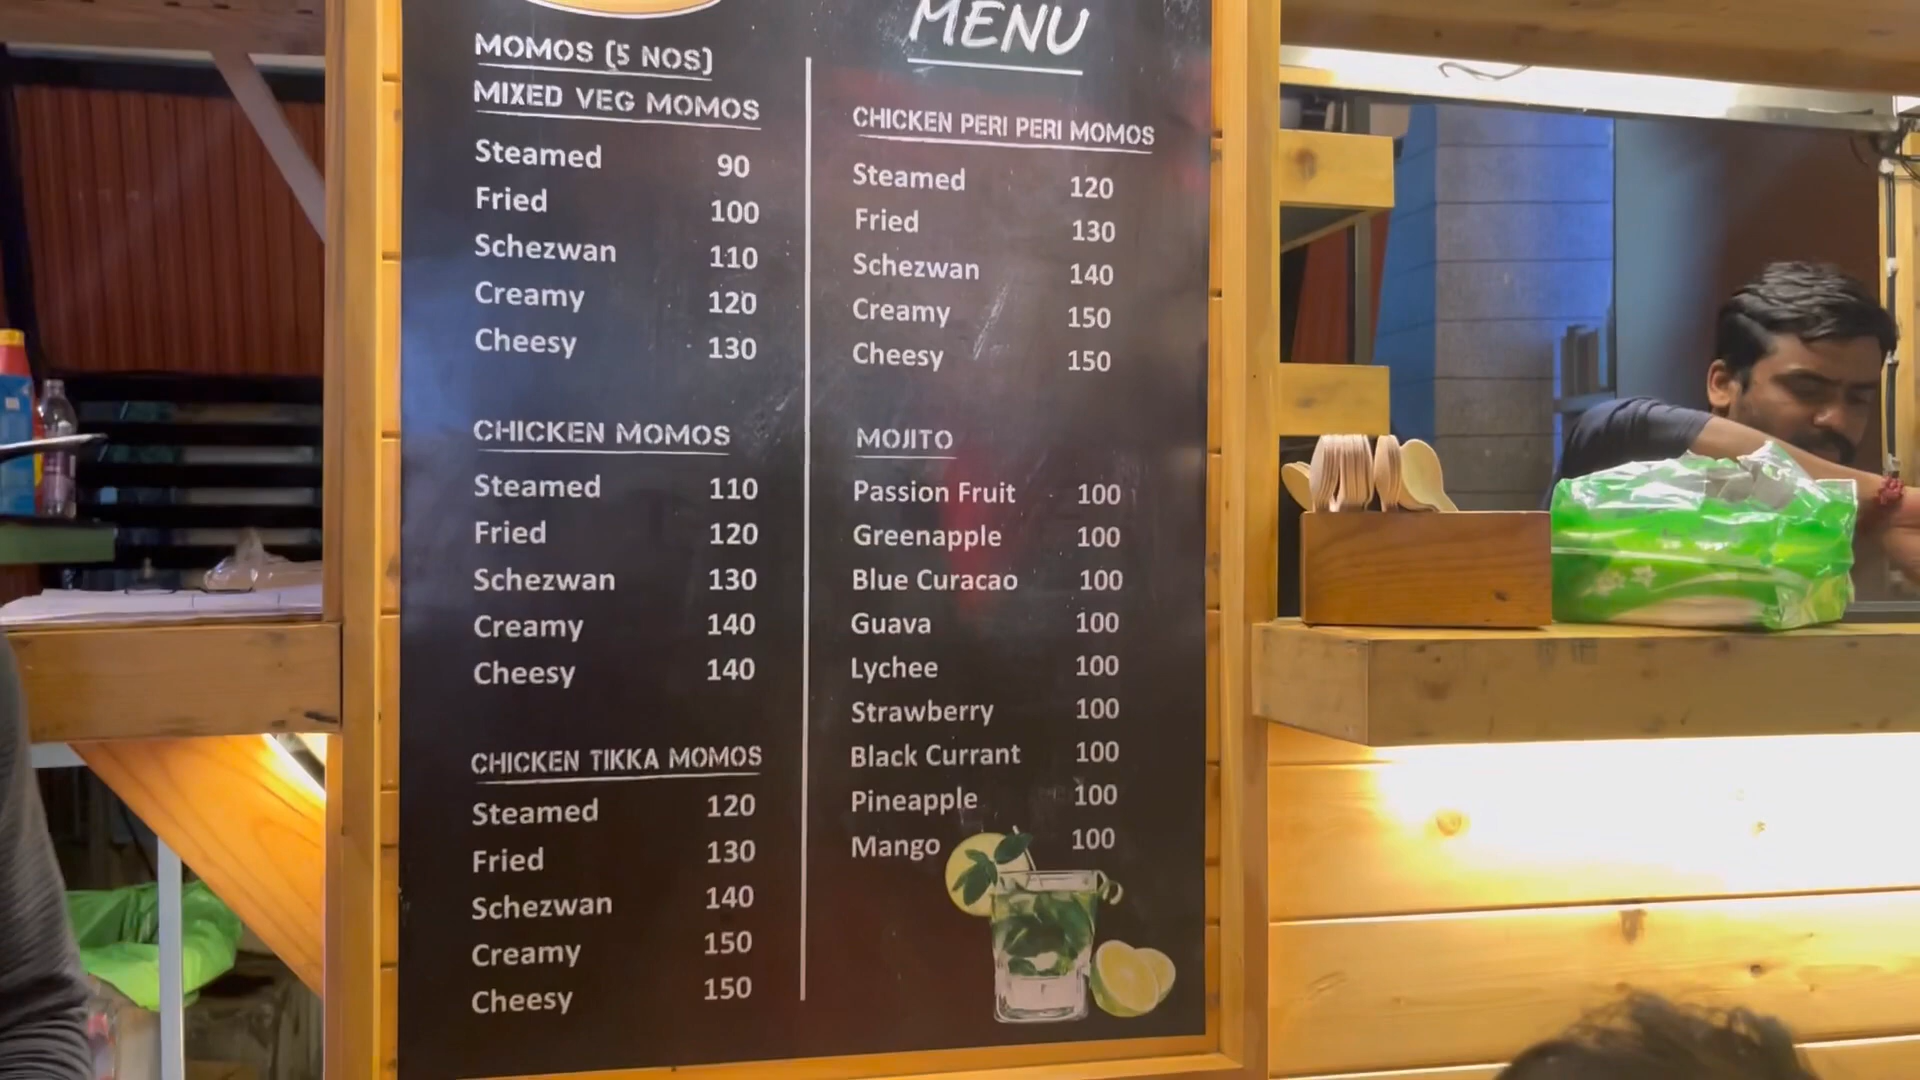 MENU
MOMOS (5 NOS)
MIXED VEG MOMOS
Steamed 90
Fried 100
Schezwan 110
Creamy 120
Cheesy 130
CHICKEN MOMOS
Steamed 110
Fried 120
Schezwan 130
Creamy 140
Cheesy 140
CHICKEN TIKKA MOMOS
Steamed 120
Fried 130
Schezwan 140
Creamy 150
Cheesy 150
CHICKEN PERI PERI MOMOS
Steamed 120
Fried 130
Schezwan 140
Creamy 150
Cheesy 150
MOJITO
Passion Fruit 100
Greenapple 100
Blue Curacao 100
Guava 100
Lychee 100
Strawberry 100
Black Currant 100
Pineapple 100
Mango 100